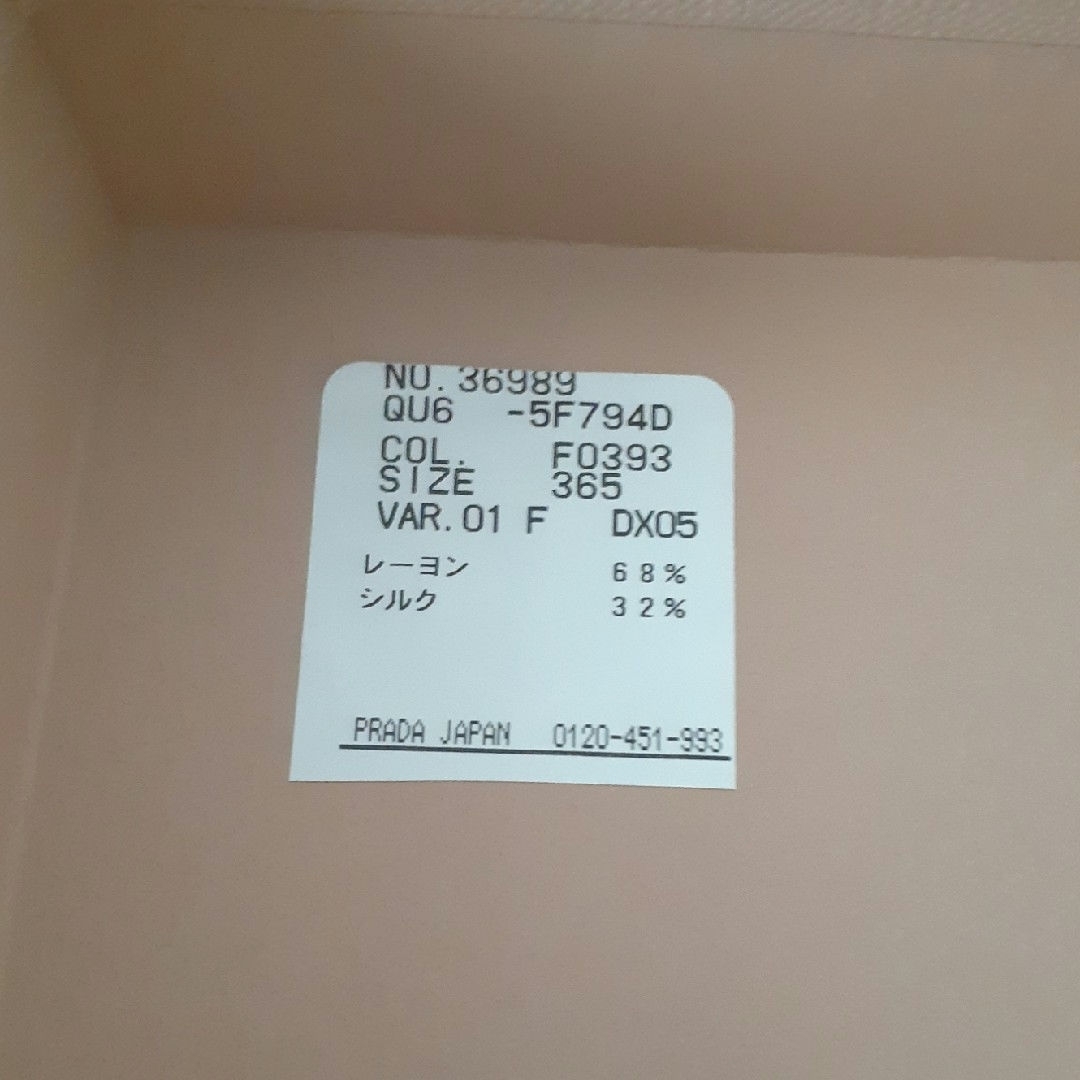 NO. 36989
QU6 -5F794D
COL. F0393
SIZE 365
VAR.01 F DX05
レーヨン 68%
シルク 32%
PRADA JAPAN 0120-451-993